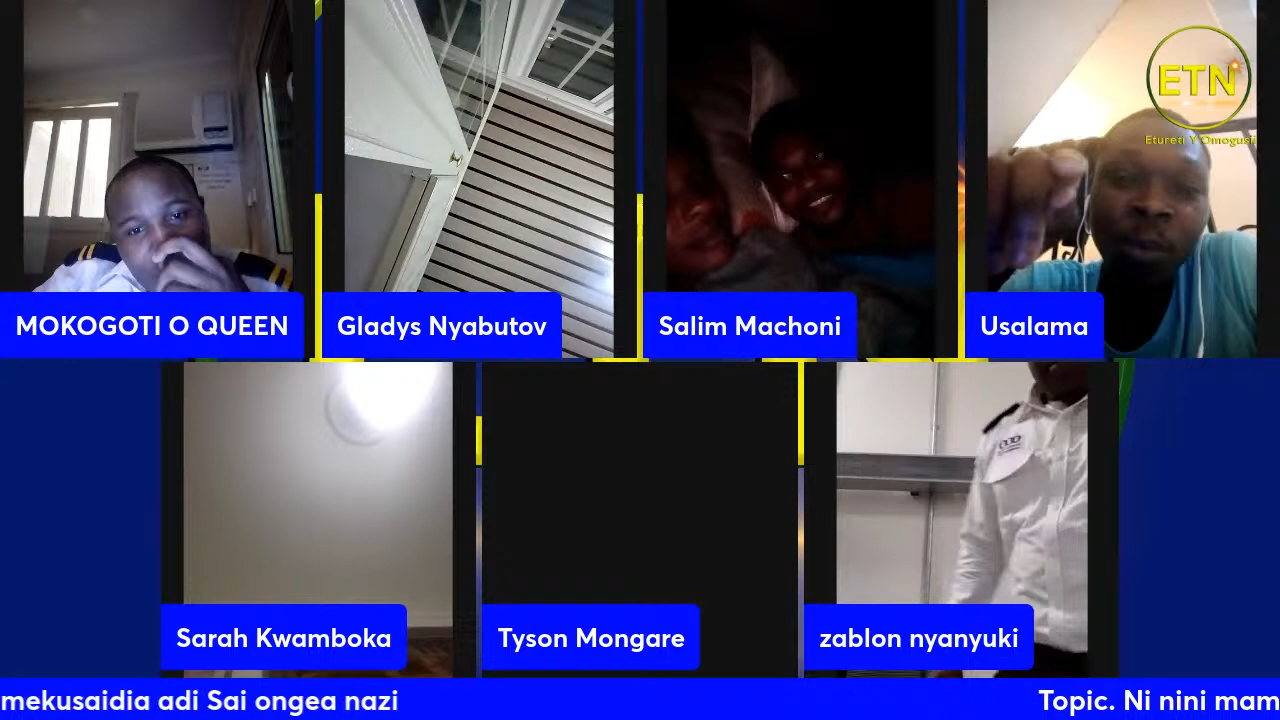 ETN
Etureti Y Omogusii
MOKOGOTI O QUEEN
Gladys Nyabutov
Salim Machoni
Usalama
Sarah Kwamboka
Tyson Mongare
zablon nyanyuki
mekusaidia adi Sai ongea nazi
Topic. Ni nini mam